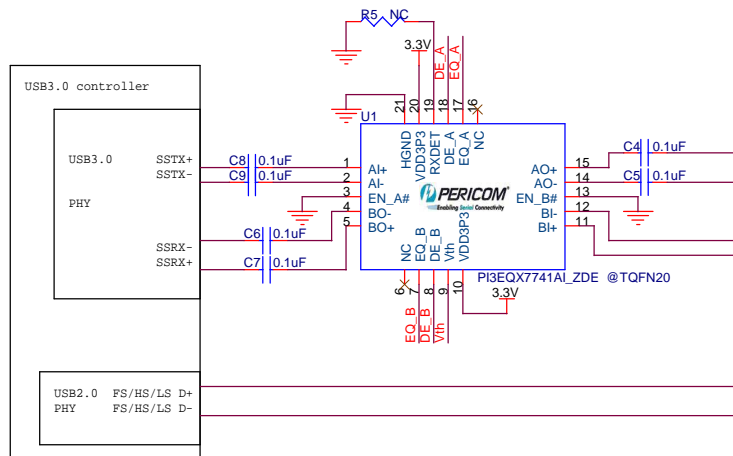 R5 NC
3.3V
DE_A
EQ_A
USB3.0 controller
U1
21
20
19
18
17
16
HGND
VDD3P3
RXDET
DE_A
EQ_A
NC
USB3.0
PHY
SSTX+
SSTX-
C8 0.1uF
C9 0.1uF
1 AI+
2 AI-
3 EN_A#
4 BO-
5 BO+
PERICOM®
Enabling Serial Connectivity
AO+ 15
AO- 14
EN_B# 13
BI- 12
BI+ 11
C4 0.1uF
C5 0.1uF
SSRX-
SSRX+
C6 0.1uF
C7 0.1uF
NC
EQ_B
DE_B
Vth
VDD3P3
6
7
8
9
10
PI3EQX7741AI_ZDE @TQFN20
3.3V
EQ_B
DE_B
Vth
USB2.0 FS/HS/LS D+
PHY FS/HS/LS D-